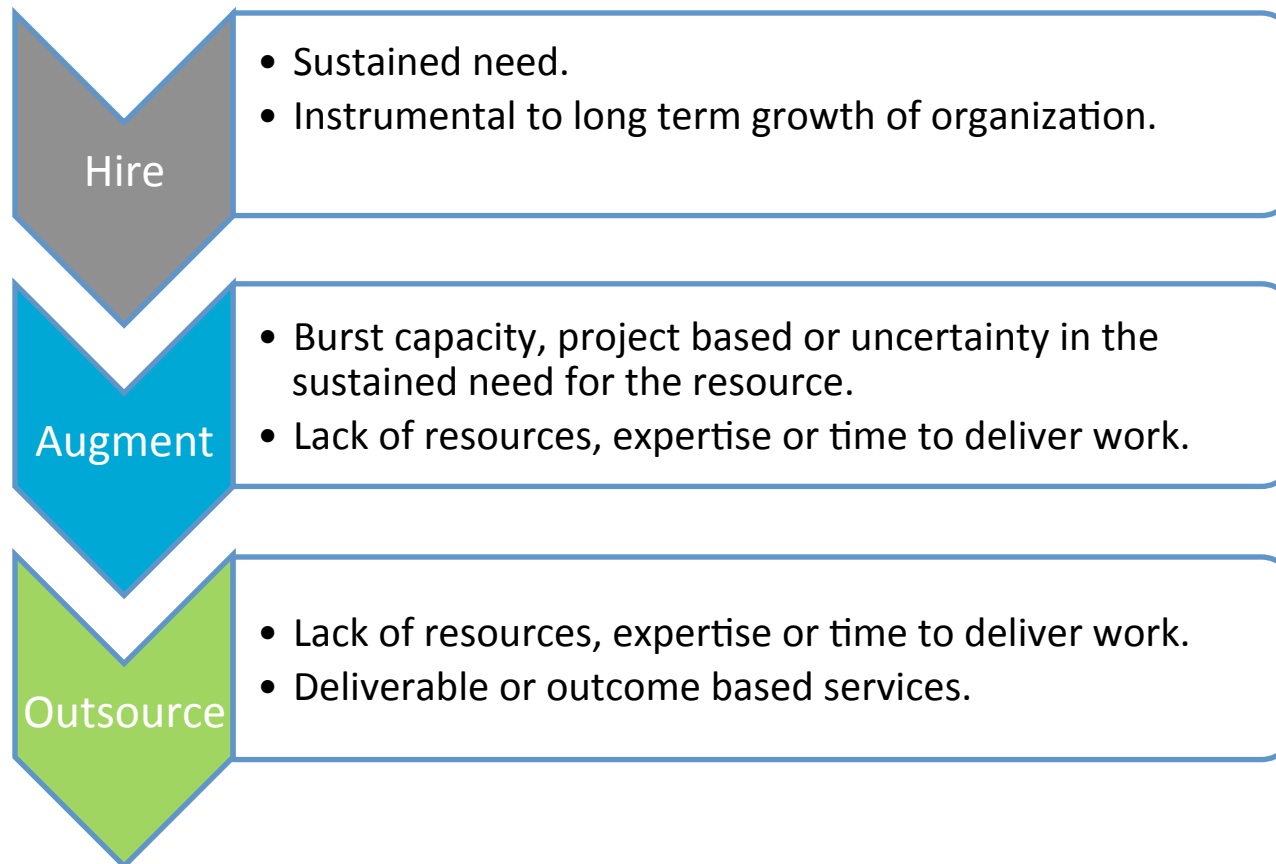 Hire
• Sustained need.
• Instrumental to long term growth of organization.
Augment
• Burst capacity, project based or uncertainty in the
sustained need for the resource.
• Lack of resources, expertise or time to deliver work.
Outsource
• Lack of resources, expertise or time to deliver work.
• Deliverable or outcome based services.